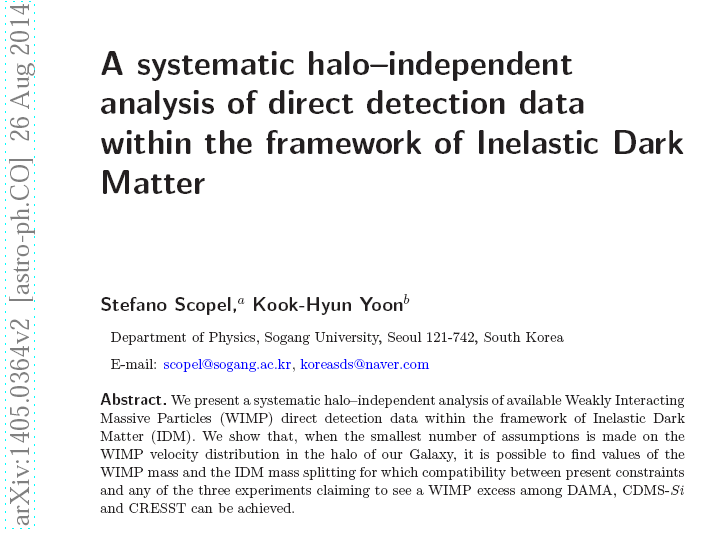 arXiv:1405.0364v2 [astro-ph.CO] 26 Aug 2014
A systematic halo–independent
analysis of direct detection data
within the framework of Inelastic Dark
Matter
Stefano Scopel,a Kook-Hyun Yoonb
Department of Physics, Sogang University, Seoul 121-742, South Korea
E-mail: scopel@sogang.ac.kr, koreasds@naver.com
Abstract. We present a systematic halo–independent analysis of available Weakly Interacting
Massive Particles (WIMP) direct detection data within the framework of Inelastic Dark
Matter (IDM). We show that, when the smallest number of assumptions is made on the
WIMP velocity distribution in the halo of our Galaxy, it is possible to find values of the
WIMP mass and the IDM mass splitting for which compatibility between present constraints
and any of the three experiments claiming to see a WIMP excess among DAMA, CDMS-Si
and CRESST can be achieved.